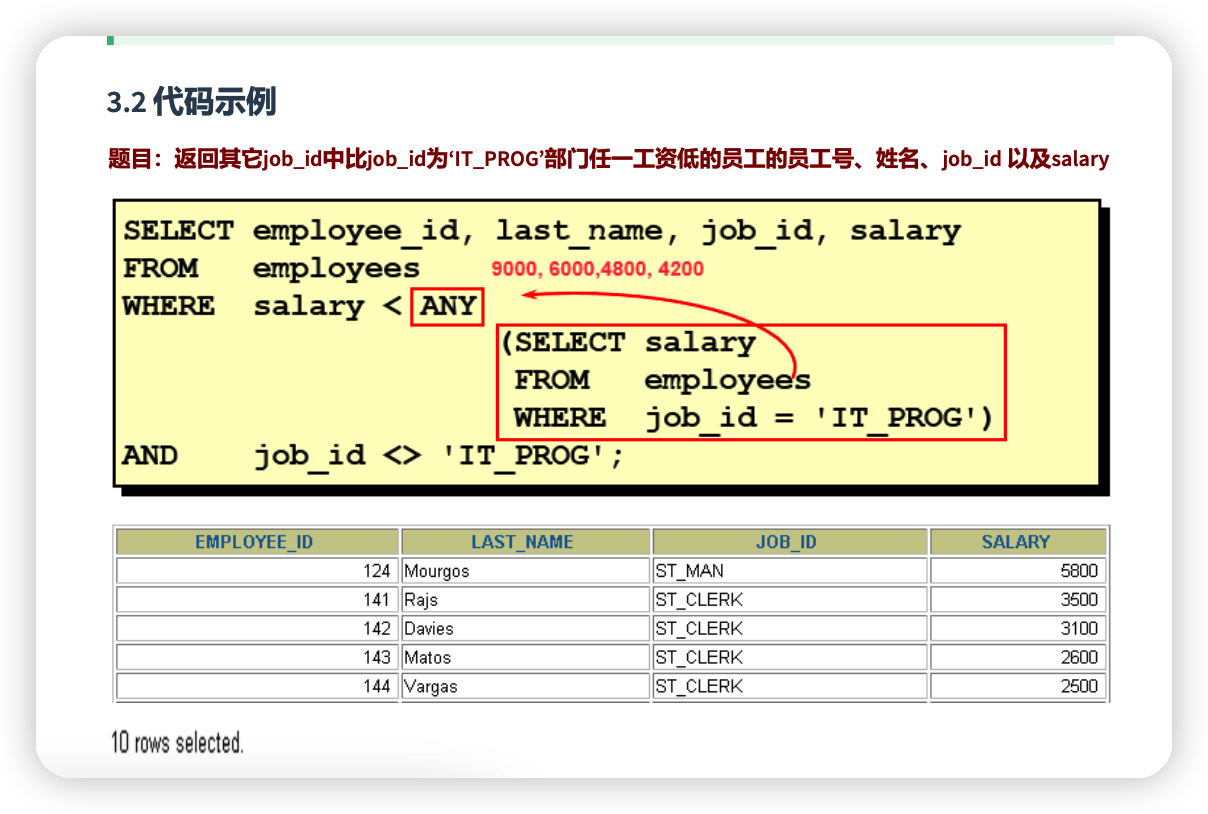 3.2 代码示例
题目：返回其它job_id中比job_id为‘IT_PROG’部门任一工资低的员工的员工号、姓名、job_id 以及salary
SELECT employee_id, last_name, job_id, salary
FROM employees 9000, 6000,4800, 4200
WHERE salary < ANY
(SELECT salary
FROM employees
WHERE job_id = 'IT_PROG')
AND job_id <> 'IT_PROG';
EMPLOYEE_ID LAST_NAME JOB_ID SALARY
124 Mourgos ST_MAN 5800
141 Rajs ST_CLERK 3500
142 Davies ST_CLERK 3100
143 Matos ST_CLERK 2600
144 Vargas ST_CLERK 2500
10 rows selected.